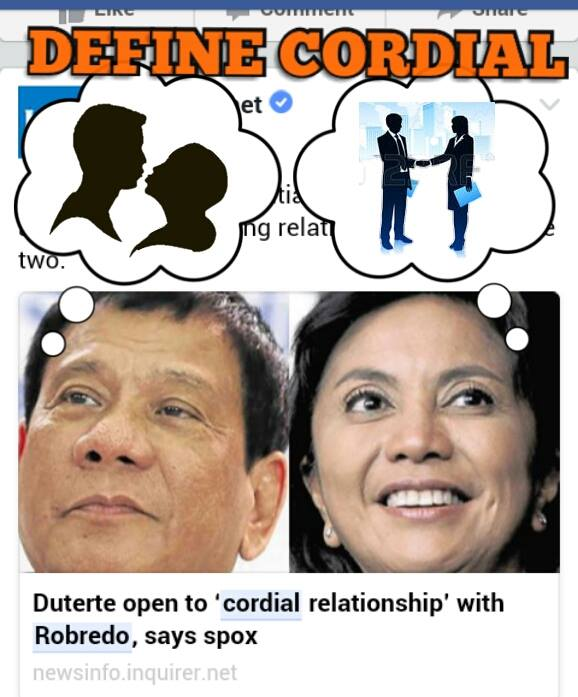 Like Comment Share
DEFINE CORDIAL
et
tia
ng relat e
two.
Duterte open to ‘cordial relationship’ with
Robredo, says spox
newsinfo.inquirer.net